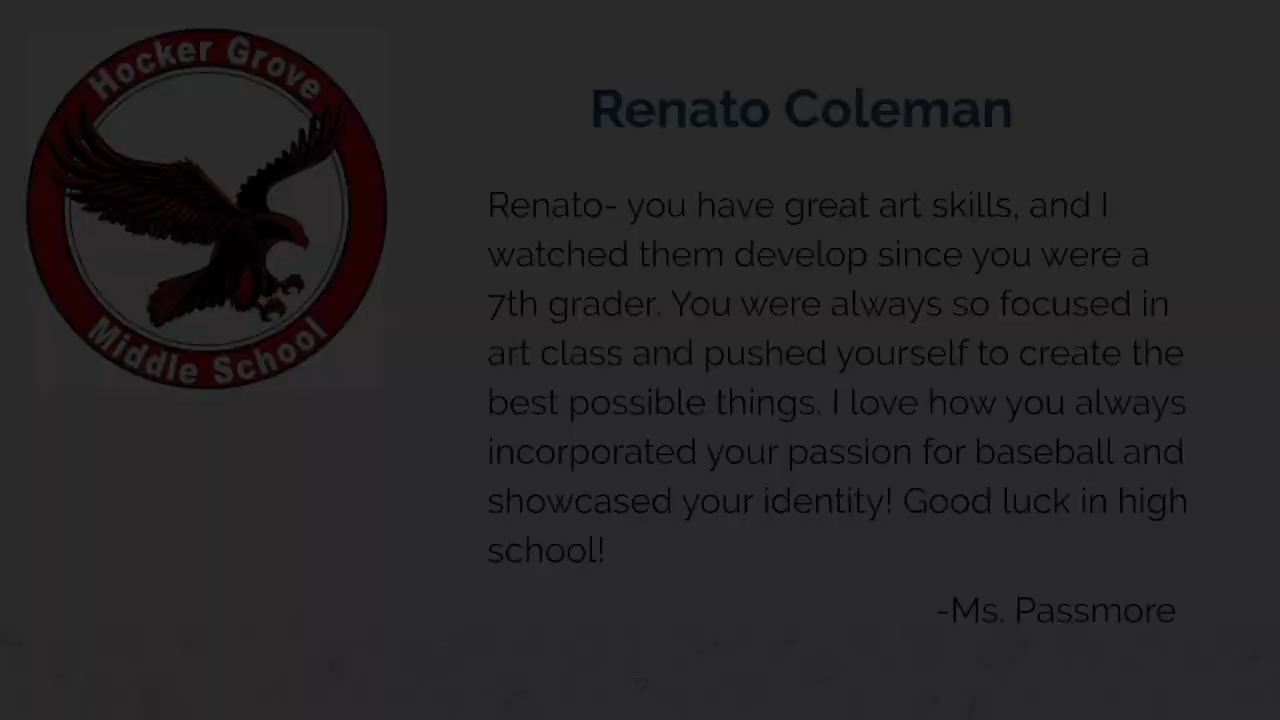 Hocker Grove
Middle School
Renato Coleman
Renato- you have great art skills, and I
watched them develop since you were a
7th grader. You were always so focused in
art class and pushed yourself to create the
best possible things. I love how you always
incorporated your passion for baseball and
showcased your identity! Good luck in high
school!
-Ms. Passmore